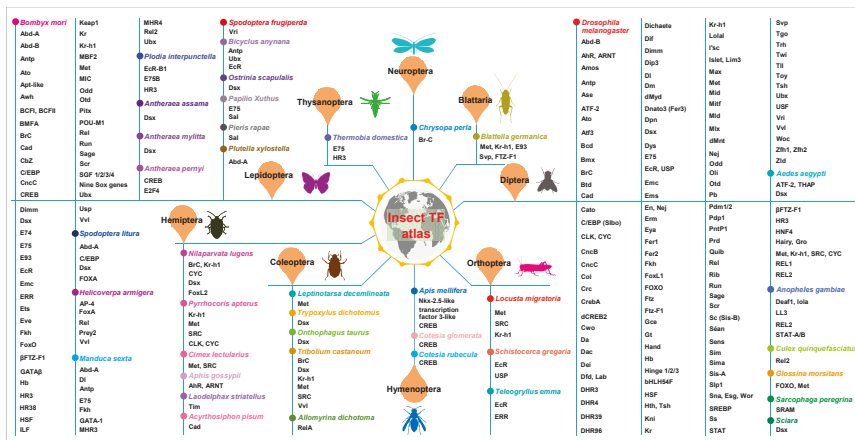 Bombyx mori
Abd-A
Abd-B
Antp
Ato
Apt-like
Awh
BCFI, BCFII
BMFA
BrC
Cad
CbZ
C/EBP
CncC
CREB
Dimm
Dsx
E74
E75
E93
EcR
Emc
ERR
Ets
Eve
Fkh
FoxO
βFTZ-F1
GATAβ
Hb
HR3
HR38
HSF
ILF
Keap1
Kr
Kr-h1
MBF2
Met
MIC
Odd
Otd
Pitx
POU-M1
Rel
Run
Sage
Scr
SGF 1/2/3/4
Nine Sox genes
Ubx
Usp
Vvl
Spodoptera litura
Abd-A
C/EBP
Dsx
FOXA
Helicoverpa armigera
AP-4
FoxA
Rel
Prey2
Vvl
Manduca sexta
Abd-A
Dl
Antp
E75
Fkh
GATA-1
MHR3
MHR4
Rel2
Ubx
Plodia interpunctella
EcR-B1
E75B
HR3
Antheraea assama
Dsx
Antheraea mylitta
Dsx
Antheraea pernyi
CREB
E2F4
Spodoptera frugiperda
Vri
Bicyclus anynana
Antp
Ubx
EcR
Ostrinia scapulalis
Dsx
Papilio Xuthus
E75
Sal
Pieris rapae
Sal
Plutella xylostella
Abd-A
Lepidoptera
Thysanoptera
Thermobia domestica
E75
HR3
Neuroptera
Chrysopa perla
Br-C
Blattaria
Blattella germanica
Met, Kr-h1, E93
Svp, FTZ-F1
Diptera
Insect TF
atlas
Hemiptera
Nilaparvata lugens
BrC, Kr-h1
CYC
Dsx
FoxL2
Pyrrhocoris apterus
Kr-h1
Met
SRC
CLK, CYC
Cimex lectularius
Met, SRC
Aphis gossypii
AhR, ARNT
Laodelphax striatellus
Tim
Acyrthosiphon pisum
Cad
Coleoptera
Leptinotarsa decemlineata
Met
Trypoxylus dichotomus
Dsx
Onthophagus taurus
Dsx
Tribolium castaneum
BrC
Dsx
Kr-h1
Met
SRC
Vvl
Allomyrina dichotoma
RelA
Apis mellifera
Nkx-2.5-like
transcription
factor 3-like
CREB
Cotesia glomerata
CREB
Cotesia rubecula
CREB
Hymenoptera
Orthoptera
Locusta migratoria
Met
SRC
Kr-h1
Schistocerca gregaria
EcR
USP
Teleogryllus emma
EcR
ERR
Drosophila
melanogaster
Abd-B
AhR, ARNT
Amos
Antp
Ase
ATF-2
Ato
Atf3
Bcd
Bmx
BrC
Btd
Cad
Cato
C/EBP (Slbo)
CLK, CYC
CncB
CncC
Col
Crc
CrebA
dCREB2
Cwo
Da
Dac
Dei
Dfd, Lab
DHR3
DHR4
DHR39
DHR96
Dichaete
Dif
Dimm
Dip3
Dl
Dm
dMyd
Dnato3 (Fer3)
Dpn
Dsx
Dys
E75
EcR, USP
Emc
Ems
En, Nej
Erm
Eya
Fer1
Fer2
Fkh
FoxL1
FOXO
Ftz
Ftz-F1
Gce
Gt
Hand
Hb
Hinge 1/2/3
bHLH54F
HSF
Hth, Tsh
Kni
Kr
Kr-h1
Lolal
l'sc
Islet, Lim3
Max
Met
Mid
Mitf
Mld
Mlx
dMnt
Nej
Odd
Oli
Otd
Pb
Pdm1/2
Pdp1
PntP1
Prd
Quib
Rel
Rib
Run
Sage
Scr
Sc (Sis-B)
Séan
Sens
Sim
Sima
Sis-A
Slp1
Sna, Esg, Wor
SREBP
Ss
STAT
Svp
Tgo
Trh
Twi
Tll
Toy
Tsh
Ubx
USF
Vri
Vvl
Woc
Zfh1, Zfh2
Zld
Aedes aegypti
ATF-2, THAP
Dsx
βFTZ-F1
HR3
HNF4
Hairy, Gro
Met, Kr-h1, SRC, CYC
REL1
REL2
Anopheles gambiae
Deaf1, lola
LL3
REL2
STAT-A/B
Culex quinquefasciatus
Rel2
Glossina morsitans
FOXO, Met
Sarcophaga peregrina
SRAM
Sciara
Dsx